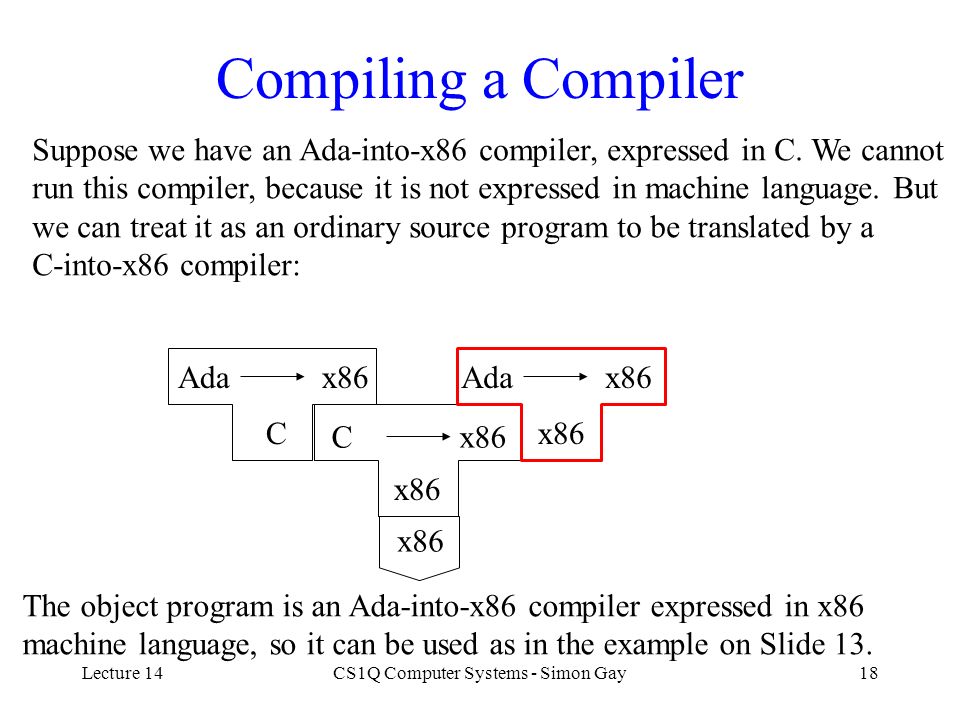 Compiling a Compiler
Suppose we have an Ada-into-x86 compiler, expressed in C. We cannot
run this compiler, because it is not expressed in machine language. But
we can treat it as an ordinary source program to be translated by a
C-into-x86 compiler:
Ada x86 Ada x86
C C x86 x86
x86
x86
The object program is an Ada-into-x86 compiler expressed in x86
machine language, so it can be used as in the example on Slide 13.
Lecture 14 CS1Q Computer Systems - Simon Gay 18